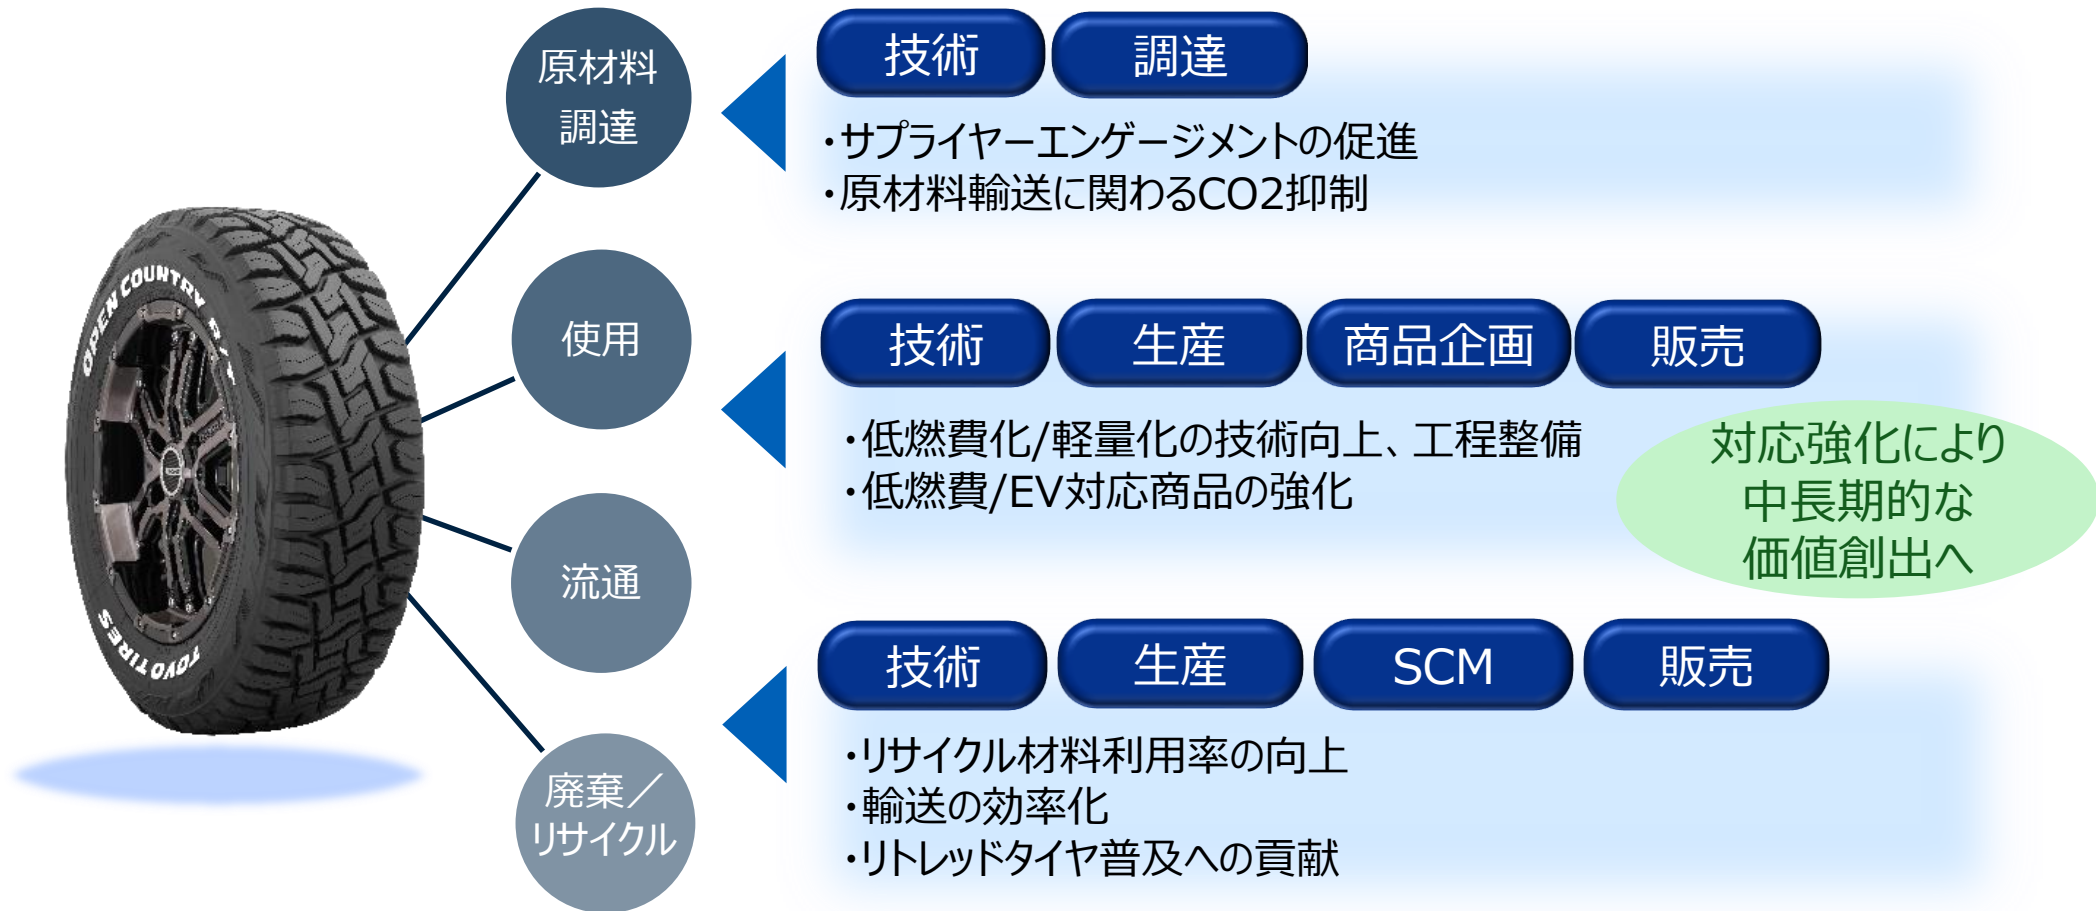 原材料
調達
技術
調達
・サプライヤーエンゲージメントの促進
・原材料輸送に関わるCO2抑制
使用
技術
生産
商品企画
販売
・低燃費化/軽量化の技術向上、工程整備
・低燃費/EV対応商品の強化
対応強化により
中長期的な
価値創出へ
流通
廃棄／
リサイクル
技術
生産
SCM
販売
・リサイクル材料利用率の向上
・輸送の効率化
・リトレッドタイヤ普及への貢献
OPEN COUNTRY R/T
TOYO TIRES